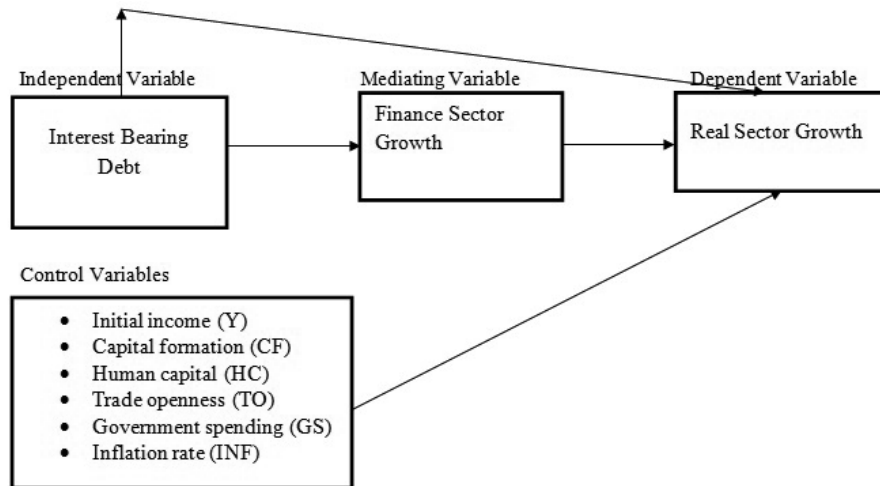 Independent Variable
Mediating Variable
Dependent Variable
Interest Bearing
Debt
Finance Sector
Growth
Real Sector Growth
Control Variables
• Initial income (Y)
• Capital formation (CF)
• Human capital (HC)
• Trade openness (TO)
• Government spending (GS)
• Inflation rate (INF)